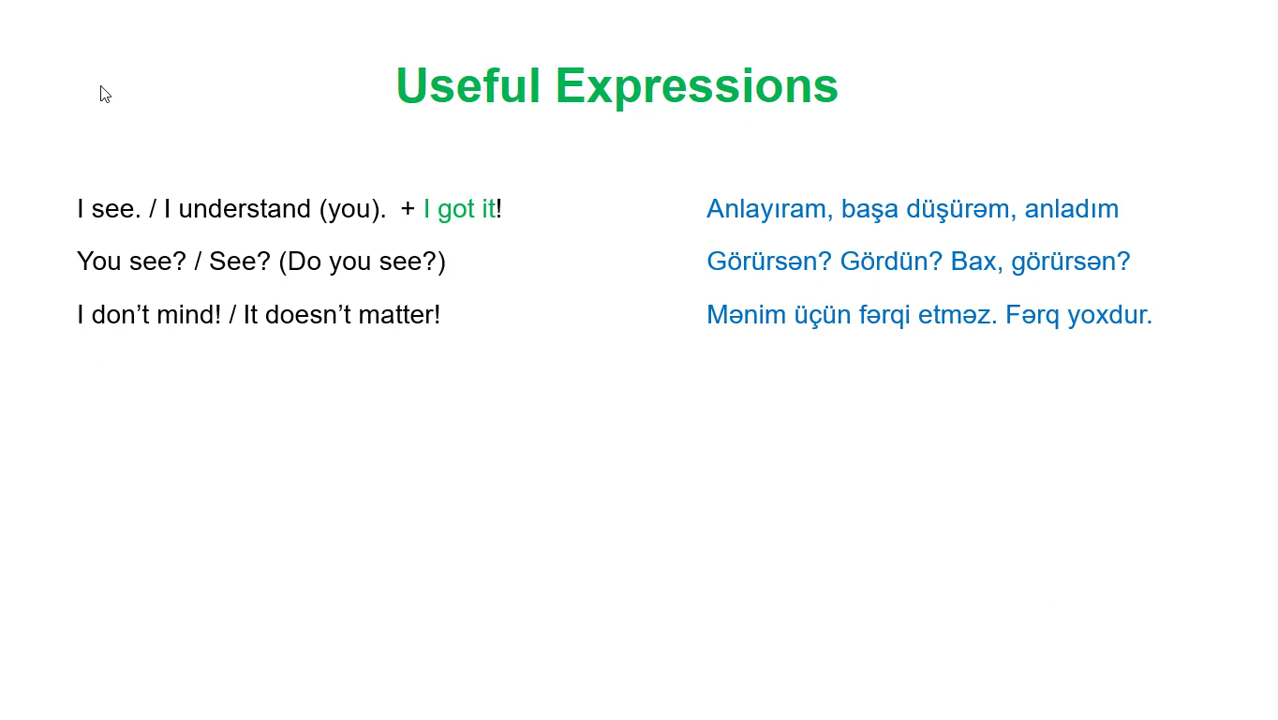 Useful Expressions
I see. / I understand (you).  + I got it!
Anlayıram, başa düşürəm, anladım
You see? / See? (Do you see?)
Görürsən? Gördün? Bax, görürsən?
I don’t mind! / It doesn’t matter!
Mənim üçün fərqi etməz. Fərq yoxdur.